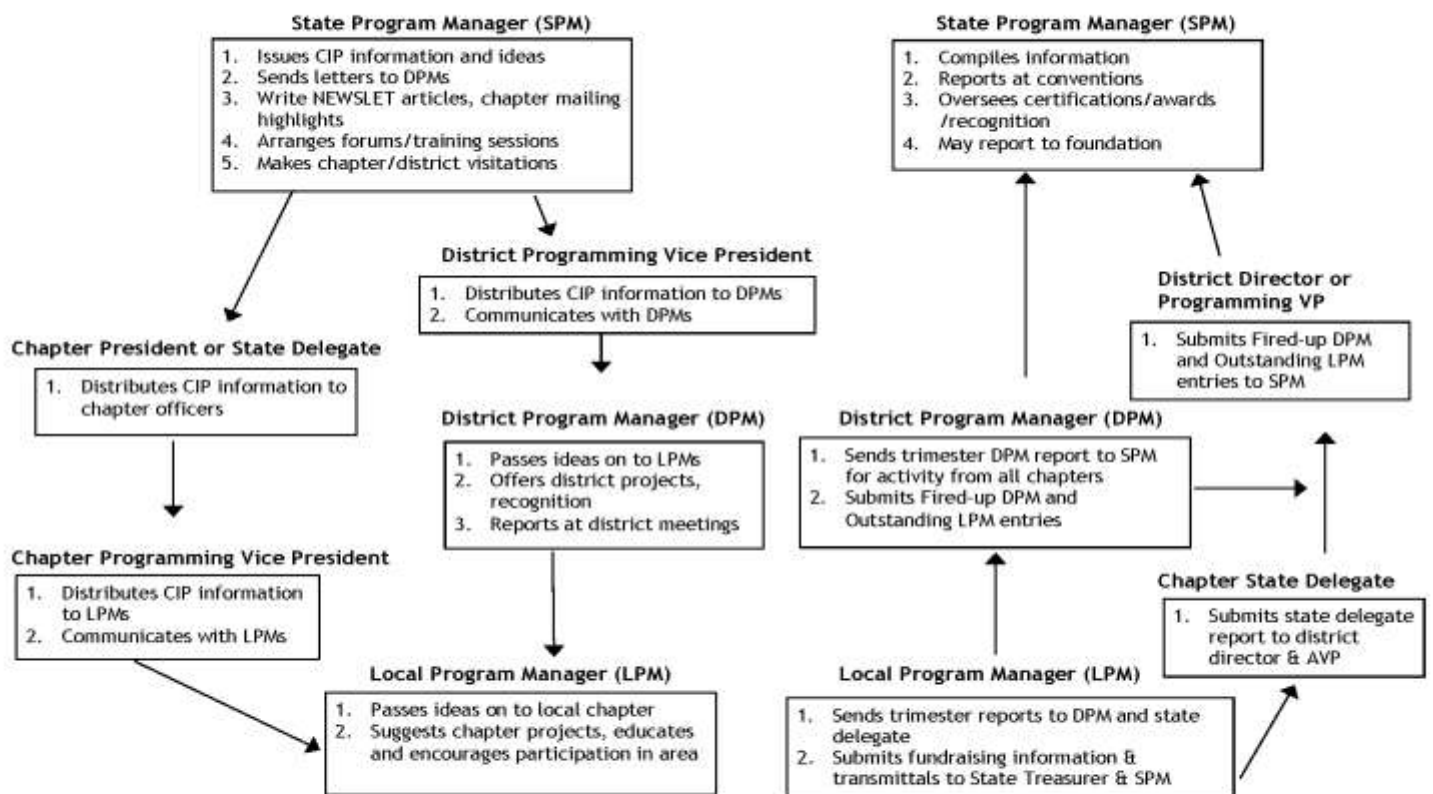 State Program Manager (SPM)
1. Issues CIP information and ideas
2. Sends letters to DPMs
3. Write NEWSLET articles, chapter mailing
highlights
4. Arranges forums/training sessions
5. Makes chapter/district visitations
District Programming Vice President
1. Distributes CIP information to DPMs
2. Communicates with DPMs
Chapter President or State Delegate
1. Distributes CIP information to
chapter officers
District Program Manager (DPM)
1. Passes ideas on to LPMs
2. Offers district projects,
recognition
3. Reports at district meetings
Chapter Programming Vice President
1. Distributes CIP information
to LPMs
2. Communicates with LPMs
Local Program Manager (LPM)
1. Passes ideas on to local chapter
2. Suggests chapter projects, educates
and encourages participation in area
State Program Manager (SPM)
1. Compiles information
2. Reports at conventions
3. Oversees certifications/awards
/recognition
4. May report to foundation
District Director or
Programming VP
1. Submits Fired-up DPM
and Outstanding LPM
entries to SPM
District Program Manager (DPM)
1. Sends trimester DPM report to SPM
for activity from all chapters
2. Submits Fired-up DPM and
Outstanding LPM entries
Chapter State Delegate
1. Submits state delegate
report to district
director & AVP
Local Program Manager (LPM)
1. Sends trimester reports to DPM and state
delegate
2. Submits fundraising information &
transmittals to State Treasurer & SPM